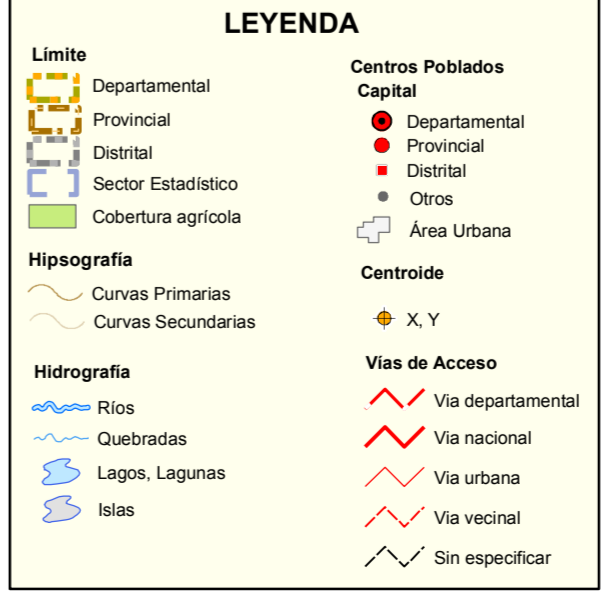 LEYENDA
Límite
Departamental
Provincial
Distrital
Sector Estadístico
Cobertura agrícola
Hipsografía
Curvas Primarias
Curvas Secundarias
Hidrografía
Ríos
Quebradas
Lagos, Lagunas
Islas
Centros Poblados
Capital
Departamental
Provincial
Distrital
Otros
Área Urbana
Centroide
X, Y
Vías de Acceso
Via departamental
Via nacional
Via urbana
Via vecinal
Sin especificar